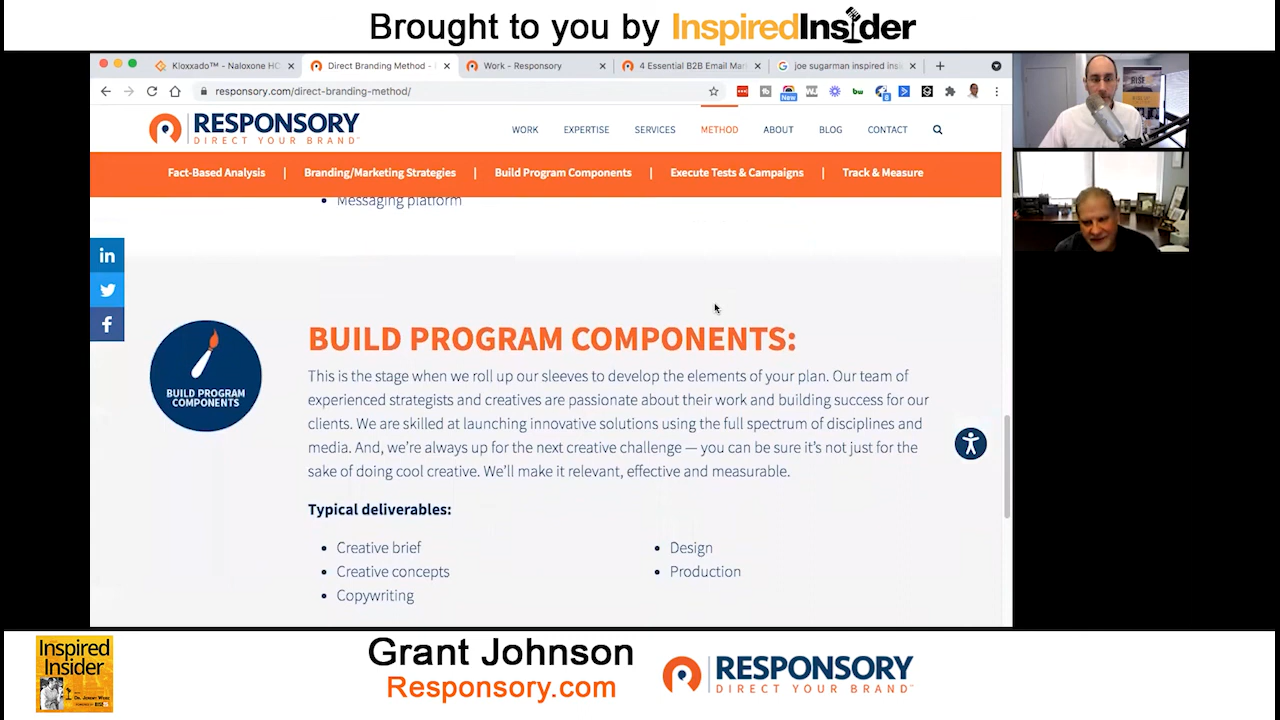 Brought to you by InspiredInsider
Kloxxado™ - Naloxone HC
Direct Branding Method -
Work - Responsory
4 Essential B2B Email Mar
joe sugarman inspired insi
responsory.com/direct-branding-method/
New
RESPONSORY
DIRECT YOUR BRAND
WORK
EXPERTISE
SERVICES
METHOD
ABOUT
BLOG
CONTACT
Fact-Based Analysis | Branding/Marketing Strategies | Build Program Components | Execute Tests & Campaigns | Track & Measure
Messaging platform
in
f
BUILD PROGRAM
COMPONENTS
BUILD PROGRAM COMPONENTS:
This is the stage when we roll up our sleeves to develop the elements of your plan. Our team of
experienced strategists and creatives are passionate about their work and building success for our
clients. We are skilled at launching innovative solutions using the full spectrum of disciplines and
media. And, we’re always up for the next creative challenge — you can be sure it’s not just for the
sake of doing cool creative. We’ll make it relevant, effective and measurable.
Typical deliverables:
Creative brief
Creative concepts
Copywriting
Design
Production
RISE
Inspired
Insider
Grant Johnson
Responsory.com
RESPONSORY
DIRECT YOUR BRAND